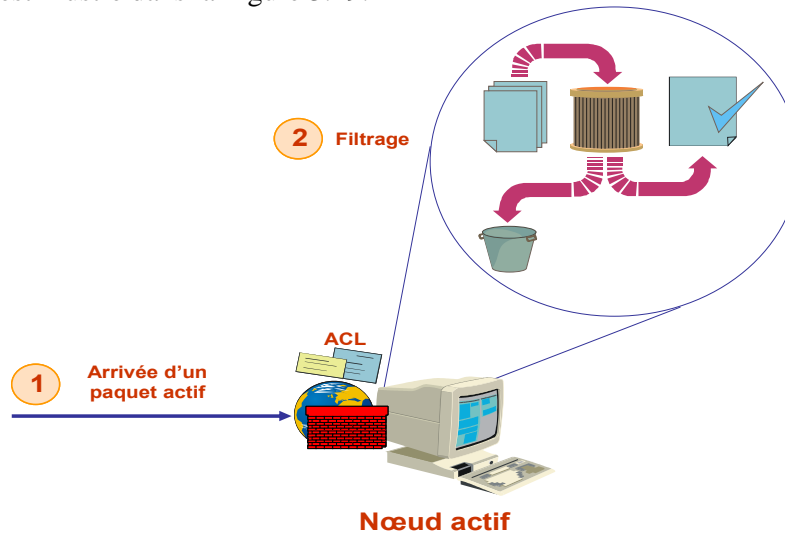 2 Filtrage
ACL
1
Arrivée d’un
paquet actif
Nœud actif